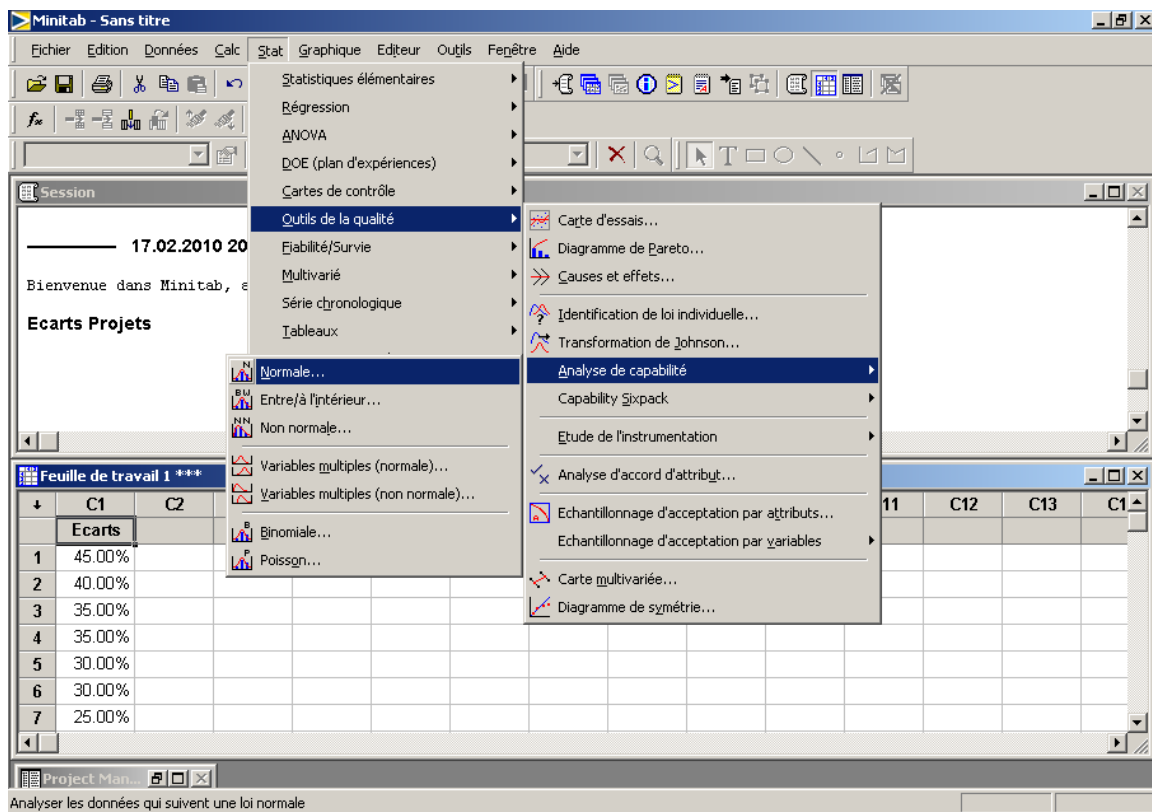 Minitab - Sans titre
Fichier Edition Données Calc Stat Graphique Editeur Outils Fenêtre Aide
Statistiques élémentaires
Régression
ANOVA
DOE (plan d'expériences)
Cartes de contrôle
Outils de la qualité
Fiabilité/Survie
Multivarié
Série chronologique
Tableaux
Carte d'essais...
Diagramme de Pareto...
Causes et effets...
Identification de loi individuelle...
Transformation de Johnson...
Analyse de capabilité
Capability Sixpack
Etude de l'instrumentation
Analyse d'accord d'attribut...
Echantillonnage d'acceptation par attributs...
Echantillonnage d'acceptation par variables
Carte multivariée...
Diagramme de symétrie...
Normale...
Entre/à l'intérieur...
Non normale...
Variables multiples (normale)...
Variables multiples (non normale)...
Binomiale...
Poisson...
Session
17.02.2010 20
Bienvenue dans Minitab,
Ecarts Projets
Feuille de travail 1 ***
C1 C2 11 C12 C13 C1
Ecarts
1 45.00%
2 40.00%
3 35.00%
4 35.00%
5 30.00%
6 30.00%
7 25.00%
Project Man...
Analyser les données qui suivent une loi normale